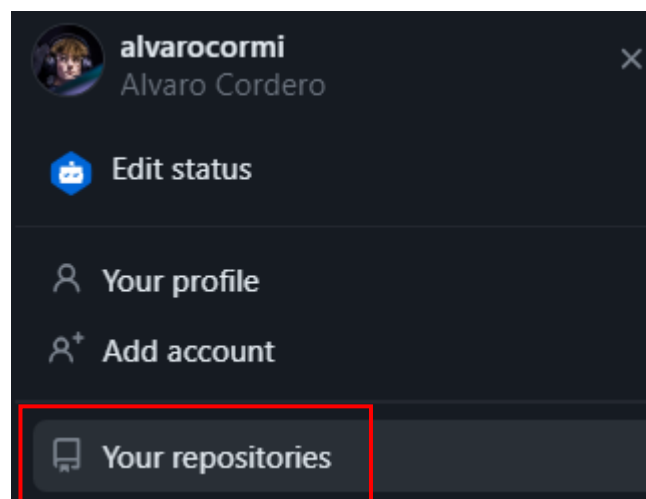 alvarocormi
Alvaro Cordero
Edit status
Your profile
Add account
Your repositories